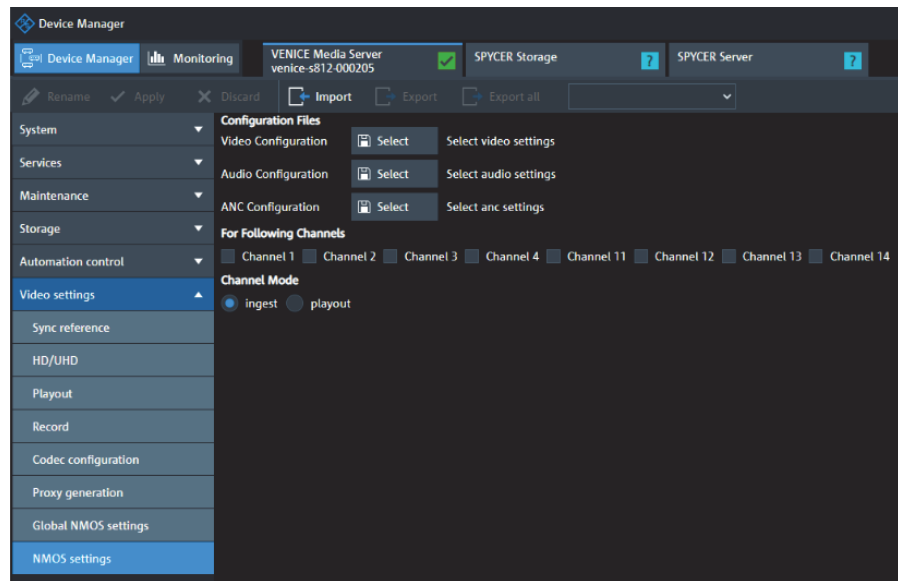 Device Manager
Device Manager Monitoring VENICE Media Server SPYCER Storage ? SPYCER Server ?
venice-s812-000205
Rename Apply Discard Import Export Export all
System
Services
Maintenance
Storage
Automation control
Video settings
Sync reference
HD/UHD
Playout
Record
Codec configuration
Proxy generation
Global NMOS settings
NMOS settings
Configuration Files
Video Configuration Select Select video settings
Audio Configuration Select Select audio settings
ANC Configuration Select Select anc settings
For Following Channels
Channel 1 Channel 2 Channel 3 Channel 4 Channel 11 Channel 12 Channel 13 Channel 14
Channel Mode
ingest playout